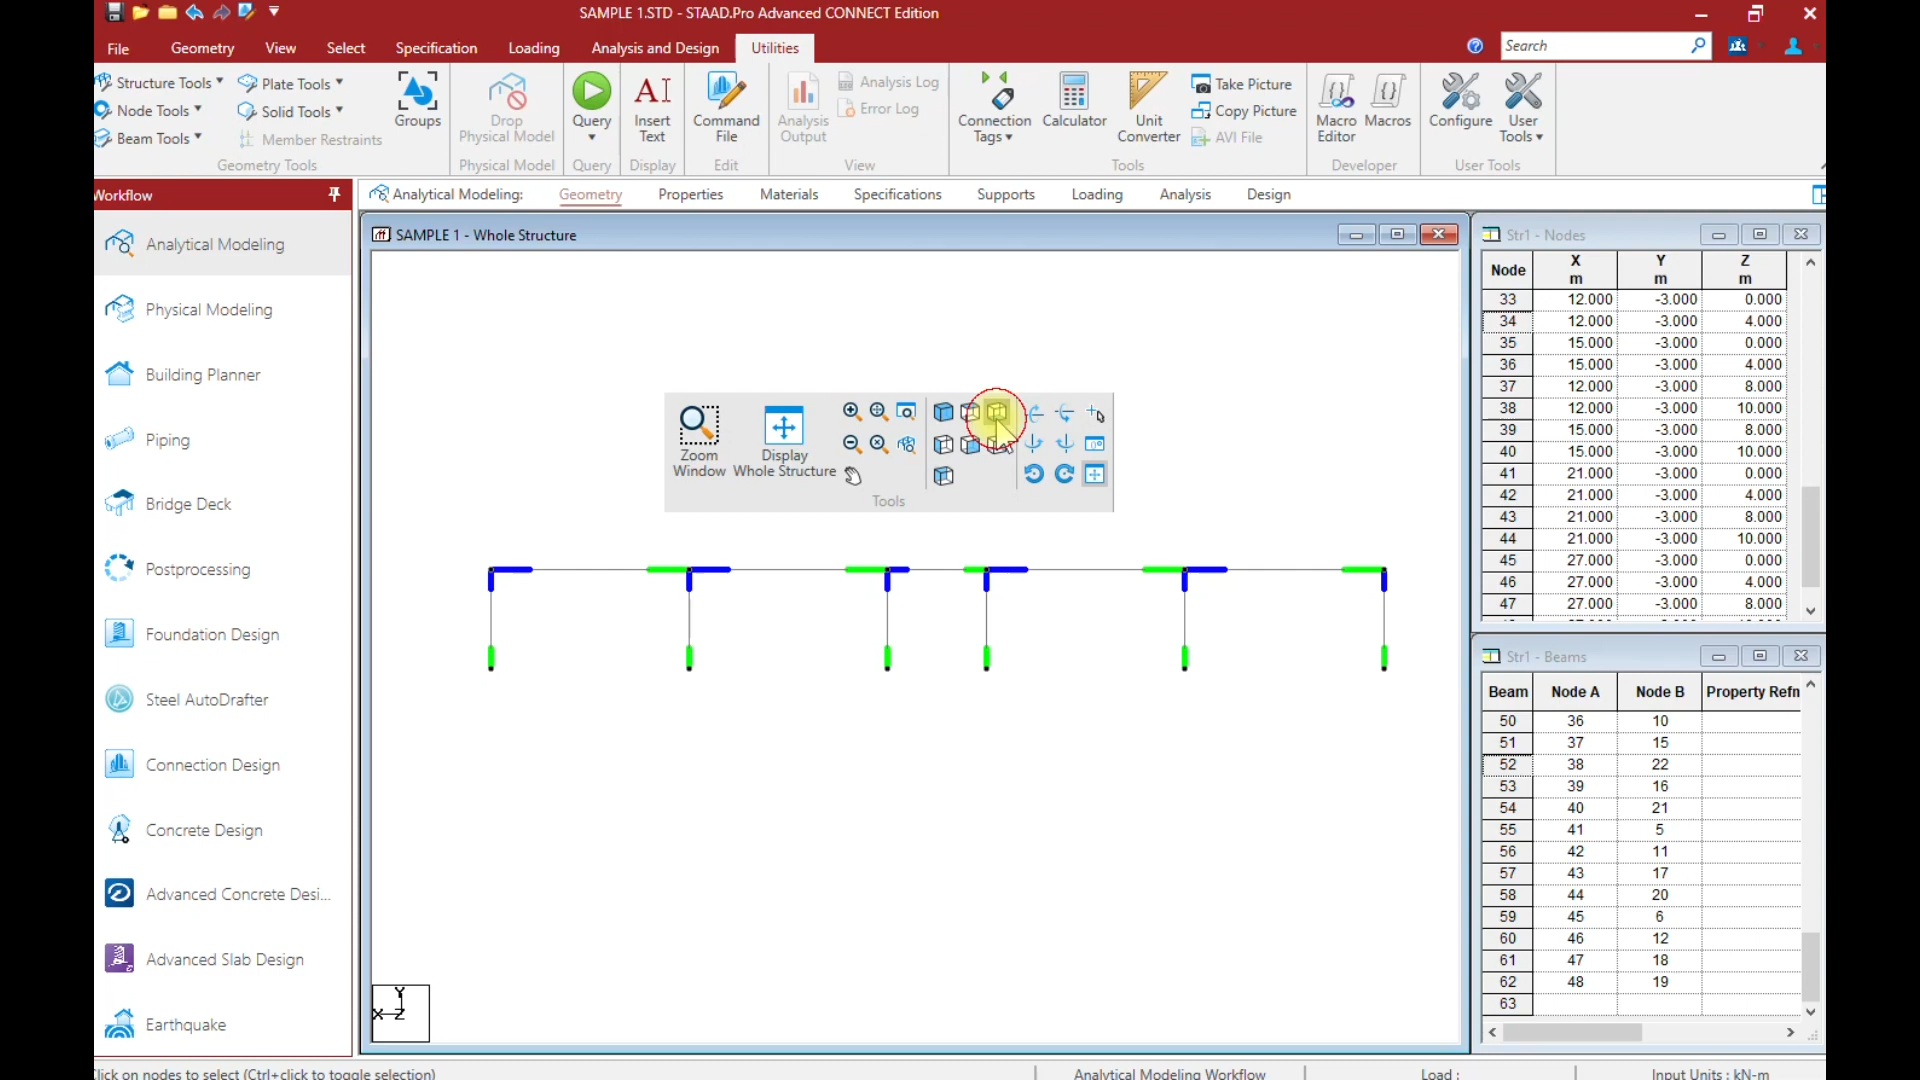 SAMPLE 1.STD - STAAD.Pro Advanced CONNECT Edition
File Geometry View Select Specification Loading Analysis and Design Utilities Search
Structure Tools Plate Tools
Node Tools Solid Tools
Beam Tools Member Restraints
Groups
Geometry Tools
Drop Physical Model
Physical Model
Query
Query
Insert Text
Display
Command File
Edit
Analysis Output
Analysis Log
Error Log
View
Connection Tags
Calculator
Unit Converter
Take Picture
Copy Picture
AVI File
Tools
Macro Editor
Macros
Developer
Configure
User Tools
User Tools
Workflow
Analytical Modeling: Geometry Properties Materials Specifications Supports Loading Analysis Design
Analytical Modeling
Physical Modeling
Building Planner
Piping
Bridge Deck
Postprocessing
Foundation Design
Steel AutoDrafter
Connection Design
Concrete Design
Advanced Concrete Desi...
Advanced Slab Design
Earthquake
SAMPLE 1 - Whole Structure
Zoom Window
Display Whole Structure
Tools
Y
X Z
Str1 - Nodes
Node X m Y m Z m
33 12.000 -3.000 0.000
34 12.000 -3.000 4.000
35 15.000 -3.000 0.000
36 15.000 -3.000 4.000
37 12.000 -3.000 8.000
38 12.000 -3.000 10.000
39 15.000 -3.000 8.000
40 15.000 -3.000 10.000
41 21.000 -3.000 0.000
42 21.000 -3.000 4.000
43 21.000 -3.000 8.000
44 21.000 -3.000 10.000
45 27.000 -3.000 0.000
46 27.000 -3.000 4.000
47 27.000 -3.000 8.000
Str1 - Beams
Beam Node A Node B Property Refn
50 36 10
51 37 15
52 38 22
53 39 16
54 40 21
55 41 5
56 42 11
57 43 17
58 44 20
59 45 6
60 46 12
61 47 18
62 48 19
63
Click on nodes to select (Ctrl+click to toggle selection) Analytical Modeling Workflow Load : Input Units : kN-m